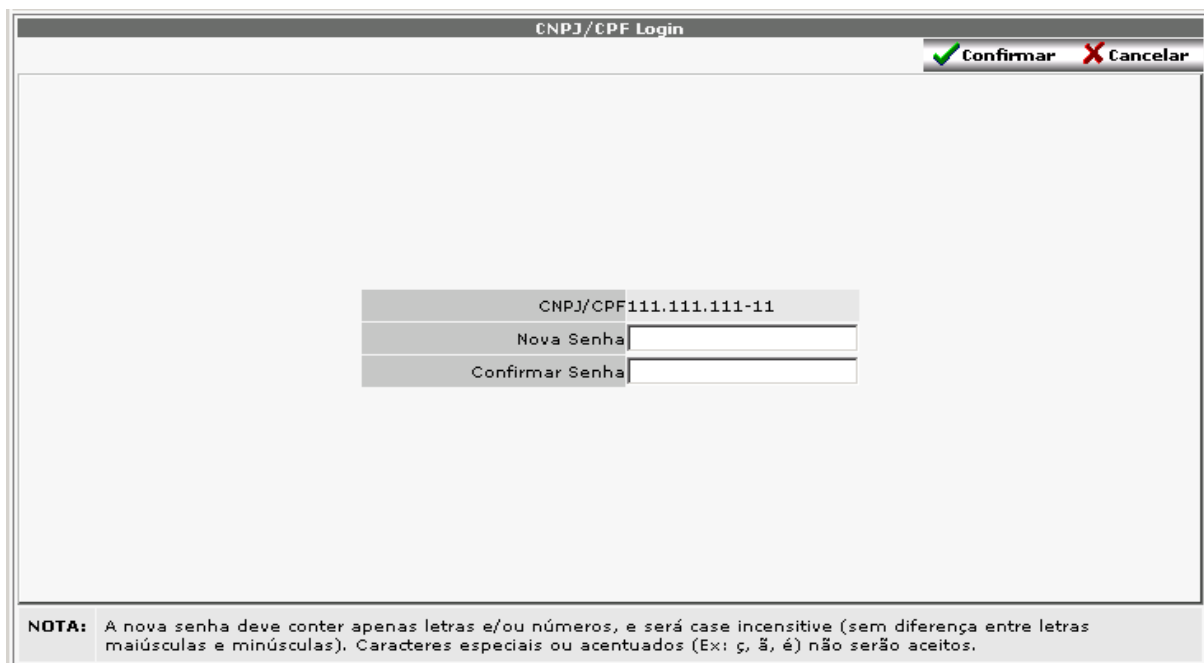 CNPJ/CPF Login
Confirmar Cancelar
CNPJ/CPF 111.111.111-11
Nova Senha
Confirmar Senha
NOTA: A nova senha deve conter apenas letras e/ou números, e será case incensitive (sem diferença entre letras
maiúsculas e minúsculas). Caracteres especiais ou acentuados (Ex: ç, ã, é) não serão aceitos.